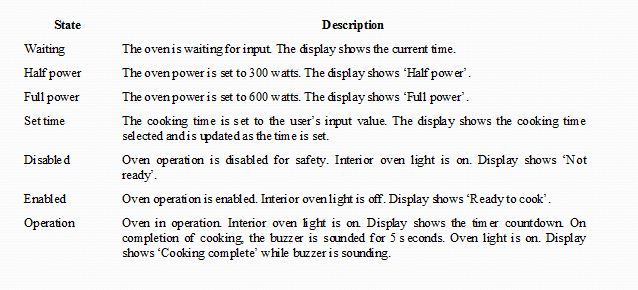 State Description
Waiting The oven is waiting for input. The display shows the current time.
Half power The oven power is set to 300 watts. The display shows ‘Half power’.
Full power The oven power is set to 600 watts. The display shows ‘Full power’.
Set time The cooking time is set to the user’s input value. The display shows the cooking time
selected and is updated as the time is set.
Disabled Oven operation is disabled for safety. Interior oven light is on. Display shows ‘Not
ready’.
Enabled Oven operation is enabled. Interior oven light is off. Display shows ‘Ready to cook’.
Operation Oven in operation. Interior oven light is on. Display shows the timer countdown. On
completion of cooking, the buzzer is sounded for 5 seconds. Oven light is on. Display
shows ‘Cooking complete’ while buzzer is sounding.